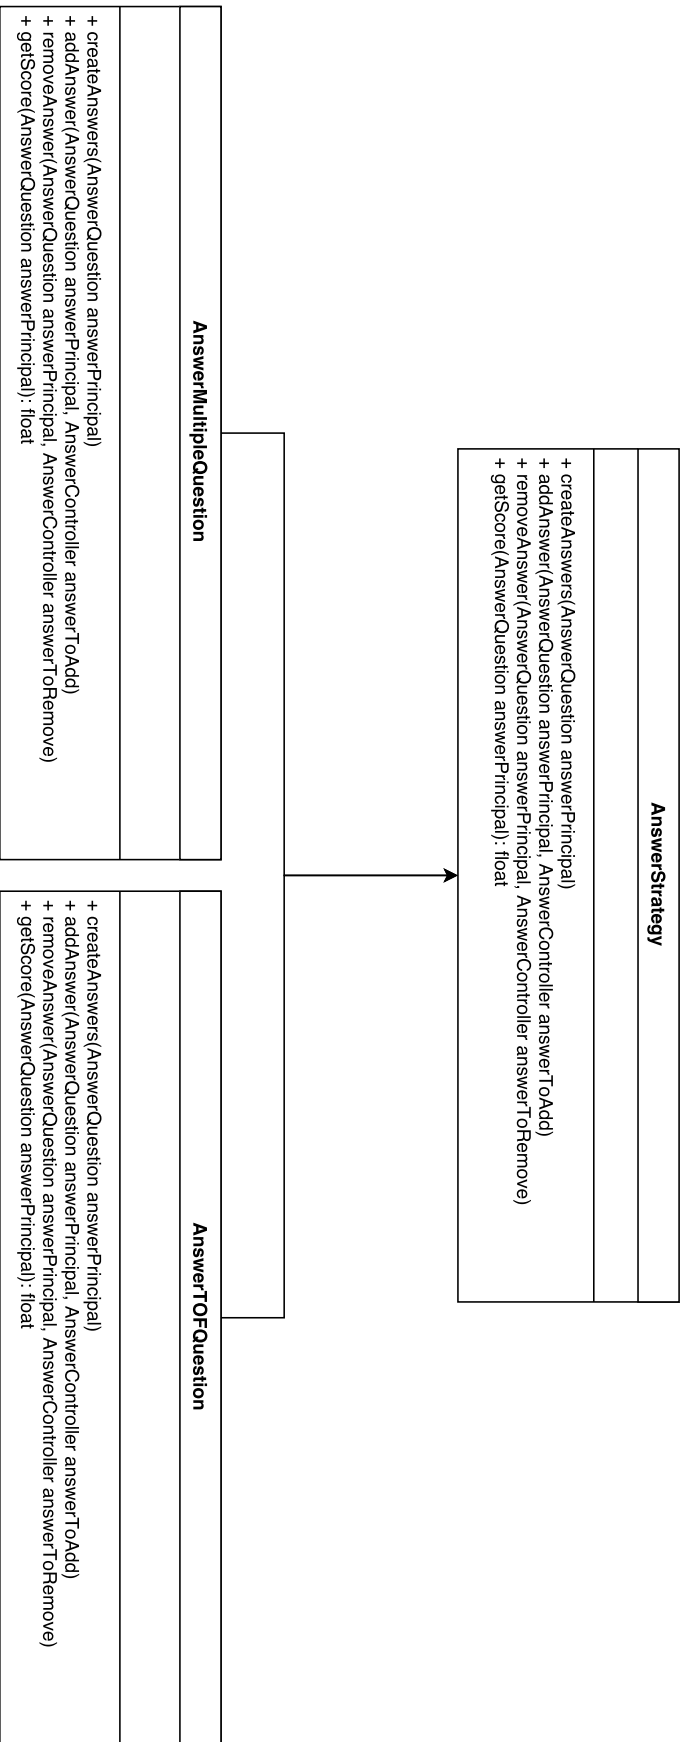 AnswerStrategy
+ createAnswers(AnswerQuestion answerPrincipal)
+ addAnswer(AnswerQuestion answerPrincipal, AnswerController answerToAdd)
+ removeAnswer(AnswerQuestion answerPrincipal, AnswerController answerToRemove)
+ getScore(AnswerQuestion answerPrincipal): float
AnswerMultipleQuestion
+ createAnswers(AnswerQuestion answerPrincipal)
+ addAnswer(AnswerQuestion answerPrincipal, AnswerController answerToAdd)
+ removeAnswer(AnswerQuestion answerPrincipal, AnswerController answerToRemove)
+ getScore(AnswerQuestion answerPrincipal): float
AnswerTOFQuestion
+ createAnswers(AnswerQuestion answerPrincipal)
+ addAnswer(AnswerQuestion answerPrincipal, AnswerController answerToAdd)
+ removeAnswer(AnswerQuestion answerPrincipal, AnswerController answerToRemove)
+ getScore(AnswerQuestion answerPrincipal): float